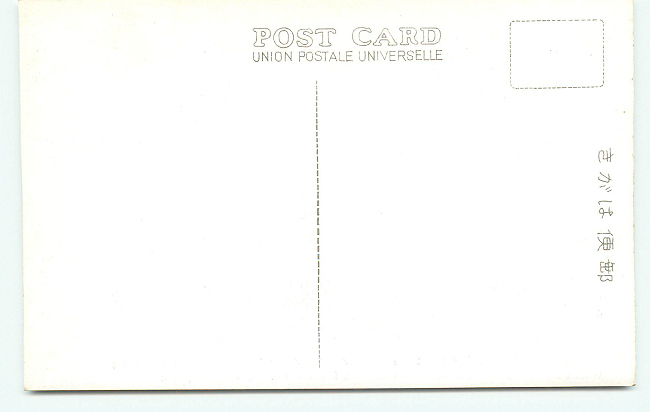 POST CARD
UNION POSTALE UNIVERSELLE
きがは便郵